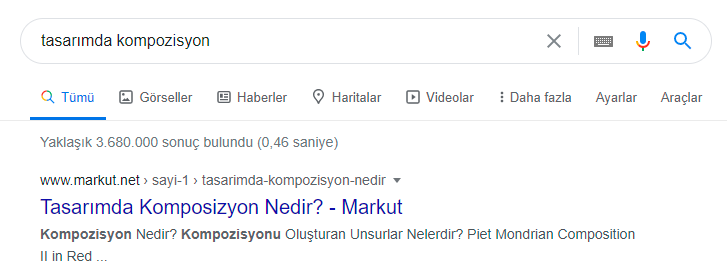 tasarımda kompozisyon
Tümü Görseller Haberler Haritalar Videolar Daha fazla Ayarlar Araçlar
Yaklaşık 3.680.000 sonuç bulundu (0,46 saniye)
www.markut.net › sayi-1 › tasarimda-kompozisyon-nedir
Tasarımda Komposizyon Nedir? - Markut
Kompozisyon Nedir? Kompozisyonu Oluşturan Unsurlar Nelerdir? Piet Mondrian Composition
II in Red ...